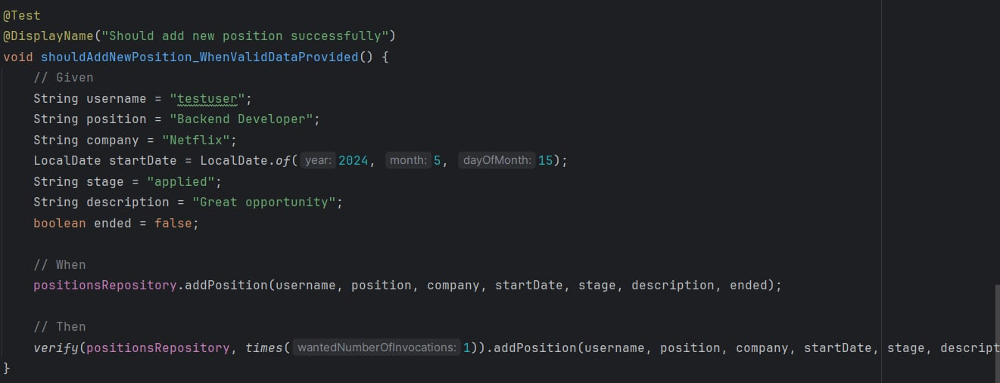 @Test
@DisplayName("Should add new position successfully")
void shouldAddNewPosition_WhenValidDataProvided() {
    // Given
    String username = "testuser";
    String position = "Backend Developer";
    String company = "Netflix";
    LocalDate startDate = LocalDate.of( year: 2024, month: 5, dayOfMonth: 15);
    String stage = "applied";
    String description = "Great opportunity";
    boolean ended = false;

    // When
    positionsRepository.addPosition(username, position, company, startDate, stage, description, ended);

    // Then
    verify(positionsRepository, times( wantedNumberOfInvocations: 1)).addPosition(username, position, company, startDate, stage, descript
}